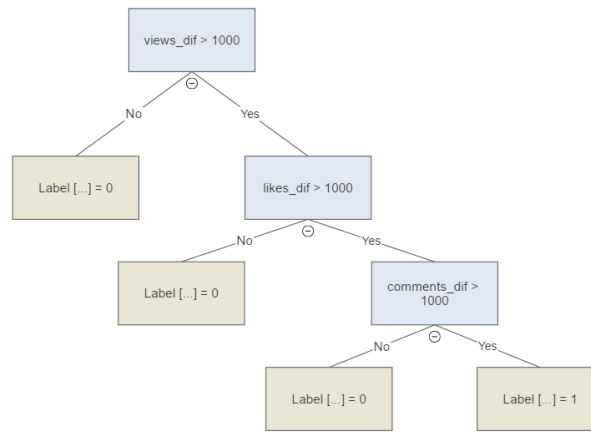 views_dif > 1000
No
Yes
Label [...] = 0
likes_dif > 1000
No
Yes
Label [...] = 0
comments_dif >
1000
No
Yes
Label [...] = 0
Label [...] = 1